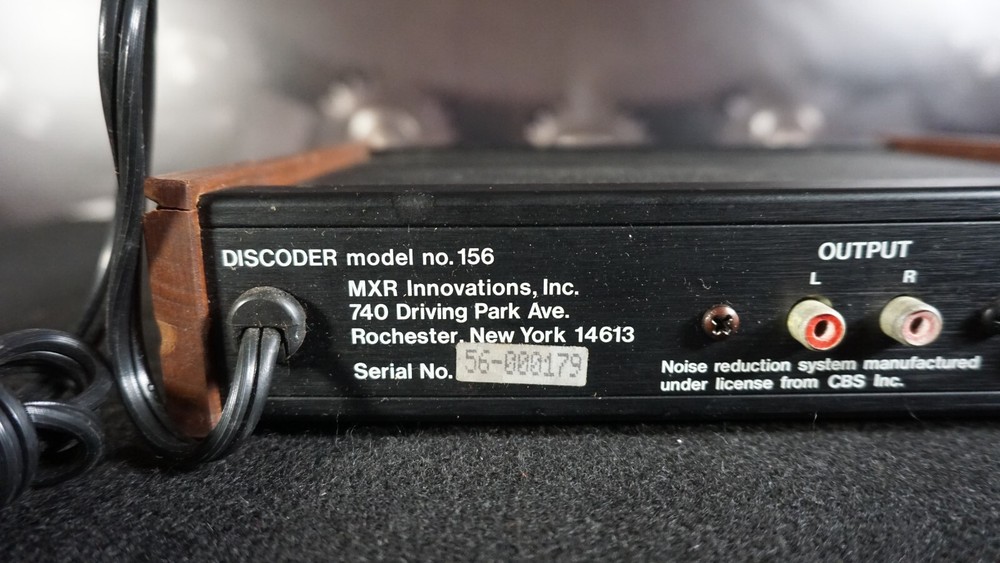 DISCODER model no. 156
MXR Innovations, Inc.
740 Driving Park Ave.
Rochester, New York 14613
Serial No. 56-000179
OUTPUT
L R
Noise reduction system manufactured
under license from CBS Inc.